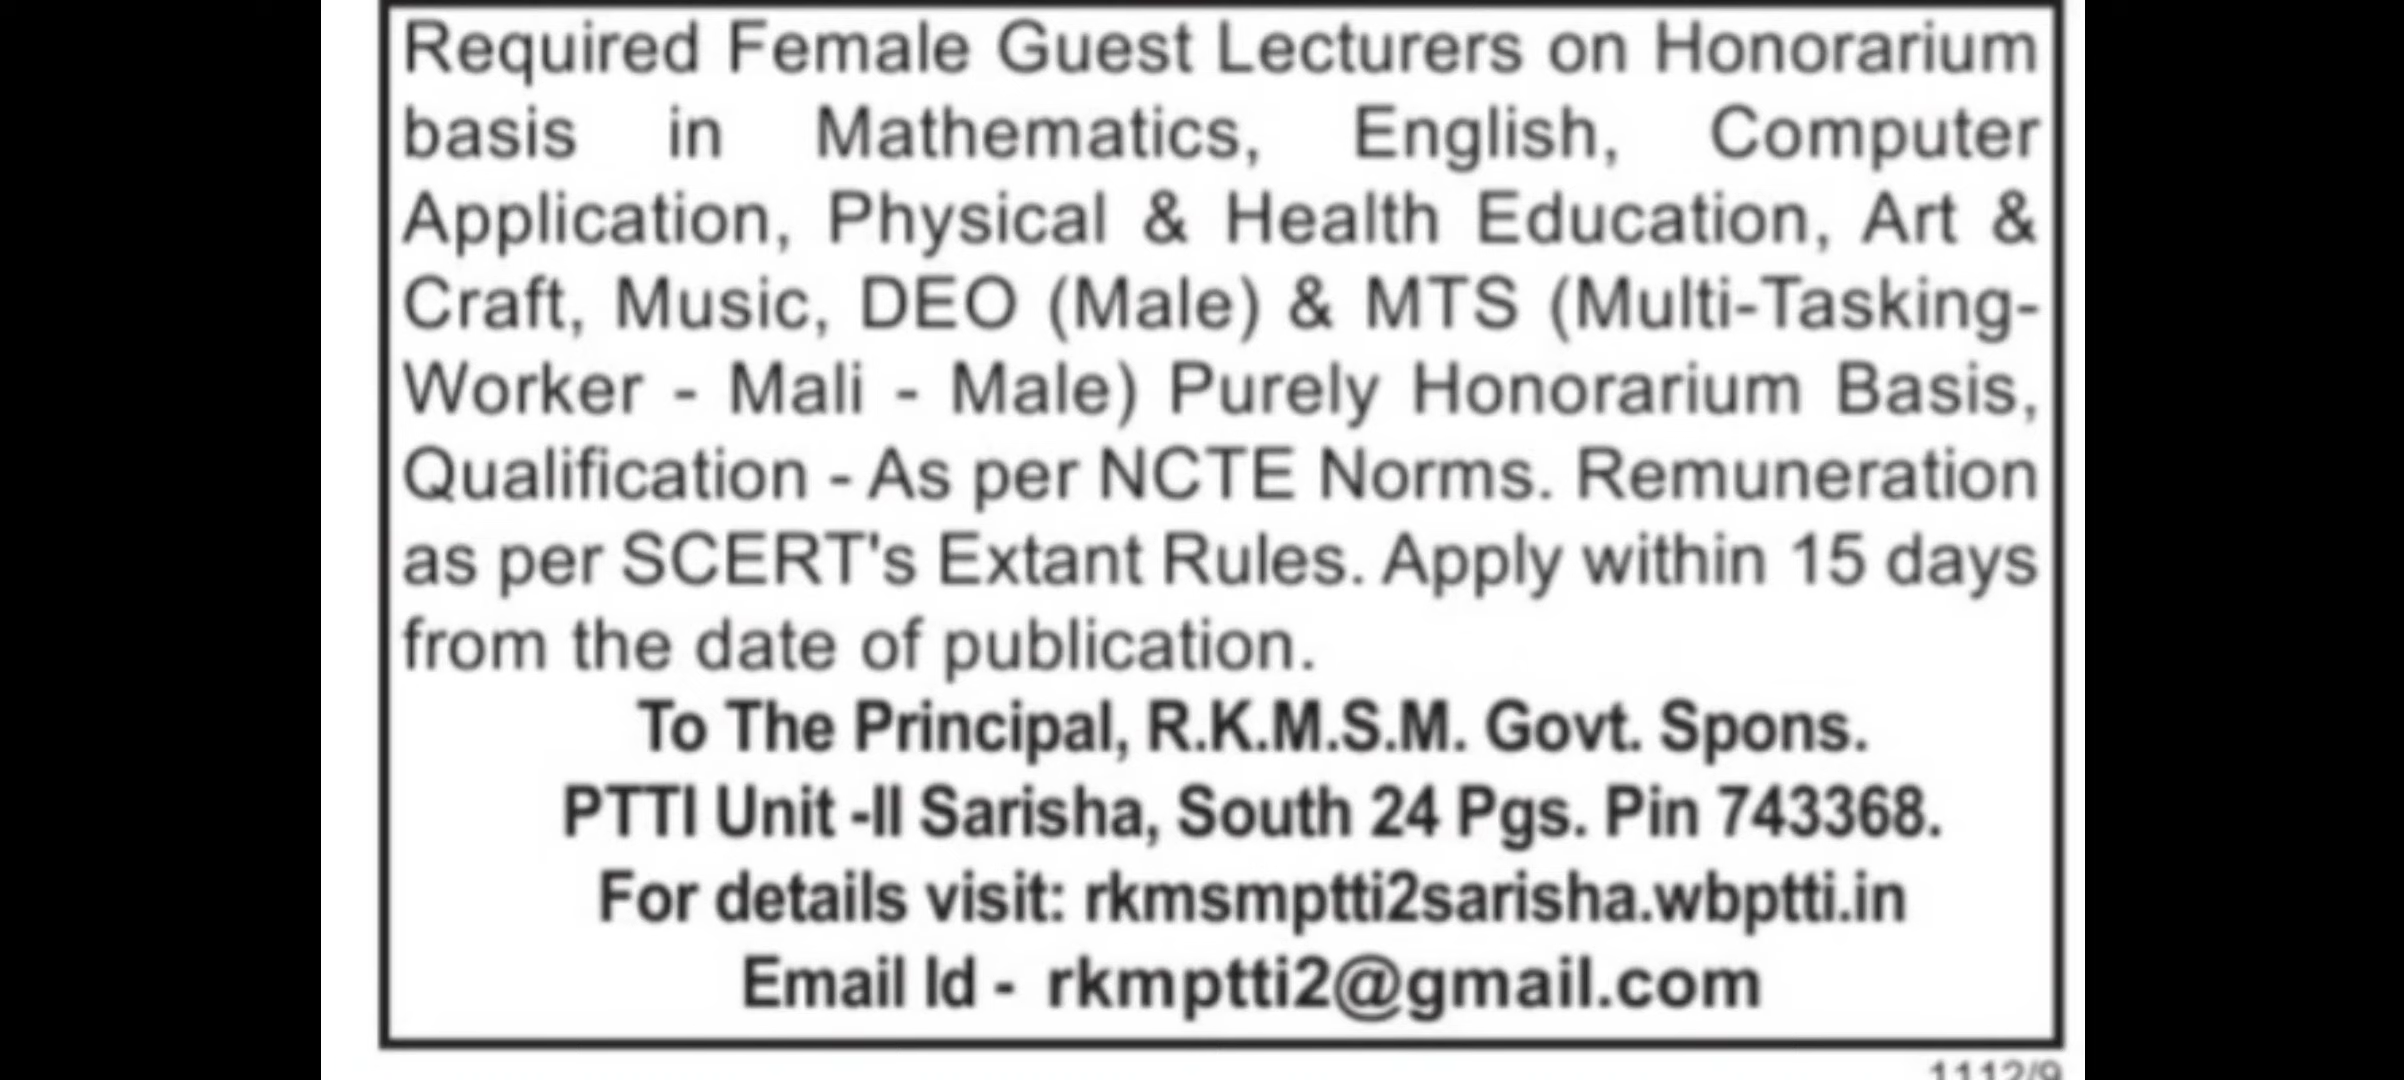 Required Female Guest Lecturers on Honorarium
basis in Mathematics, English, Computer
Application, Physical & Health Education, Art &
Craft, Music, DEO (Male) & MTS (Multi-Tasking-
Worker - Mali - Male) Purely Honorarium Basis,
Qualification - As per NCTE Norms. Remuneration
as per SCERT's Extant Rules. Apply within 15 days
from the date of publication.
To The Principal, R.K.M.S.M. Govt. Spons.
PTTI Unit -II Sarisha, South 24 Pgs. Pin 743368.
For details visit: rkmsmptti2sarisha.wbptti.in
Email Id - rkmptti2@gmail.com